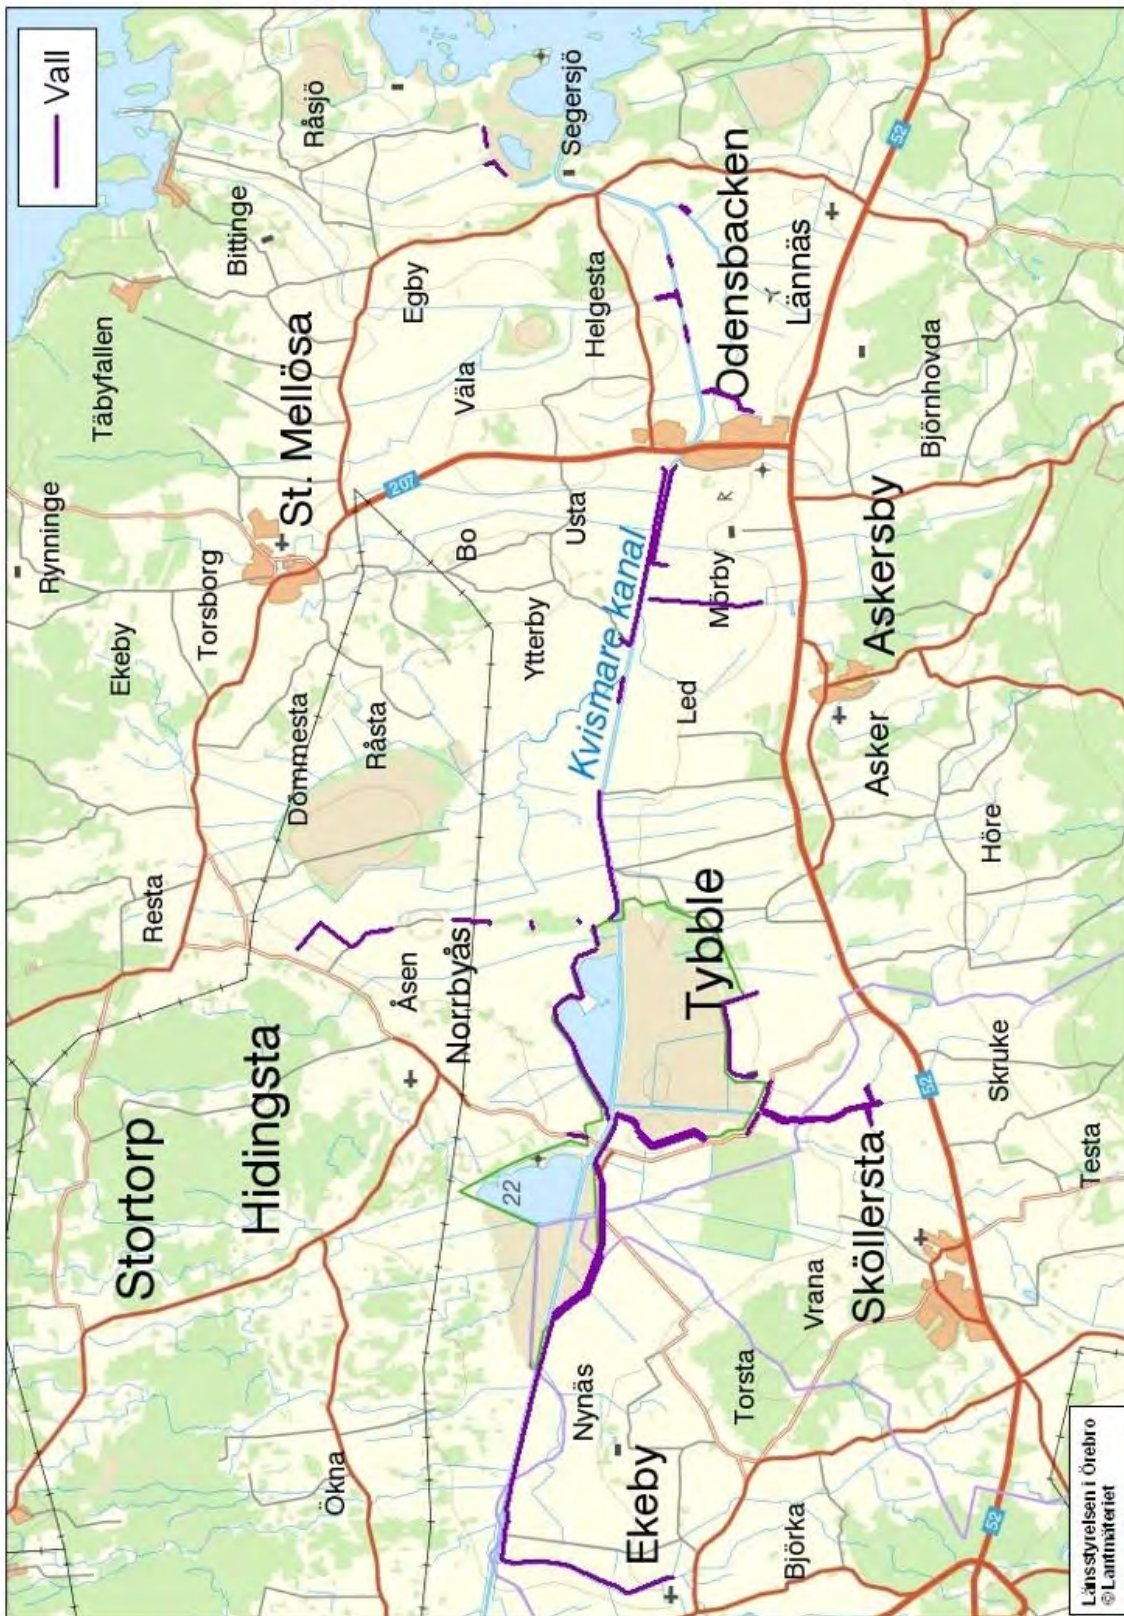 Vall
Rynninge
Täbyfallen
Ekeby
Stortorp
Resta
Torsborg
Bittinge
Råsjö
Hidingsta
Dömmesta
St. Mellösa
Ökna
Råsta
Åsen
Egby
Norrbyås
Bo
Väla
22
Ytterby
Usta
Nynäs
Segersjö
Helgesta
Kvismare kanal
207
Ekeby
Led
Tybble
Mörby
R
Odensbacken
Torsta
Björka
Vrana
Lännäs
Sköllersta
Asker
Askersby
52
52
52
Björnhovda
Skruke
Höre
Testa
Länsstyrelsen i Örebro
© Lantmäteriet